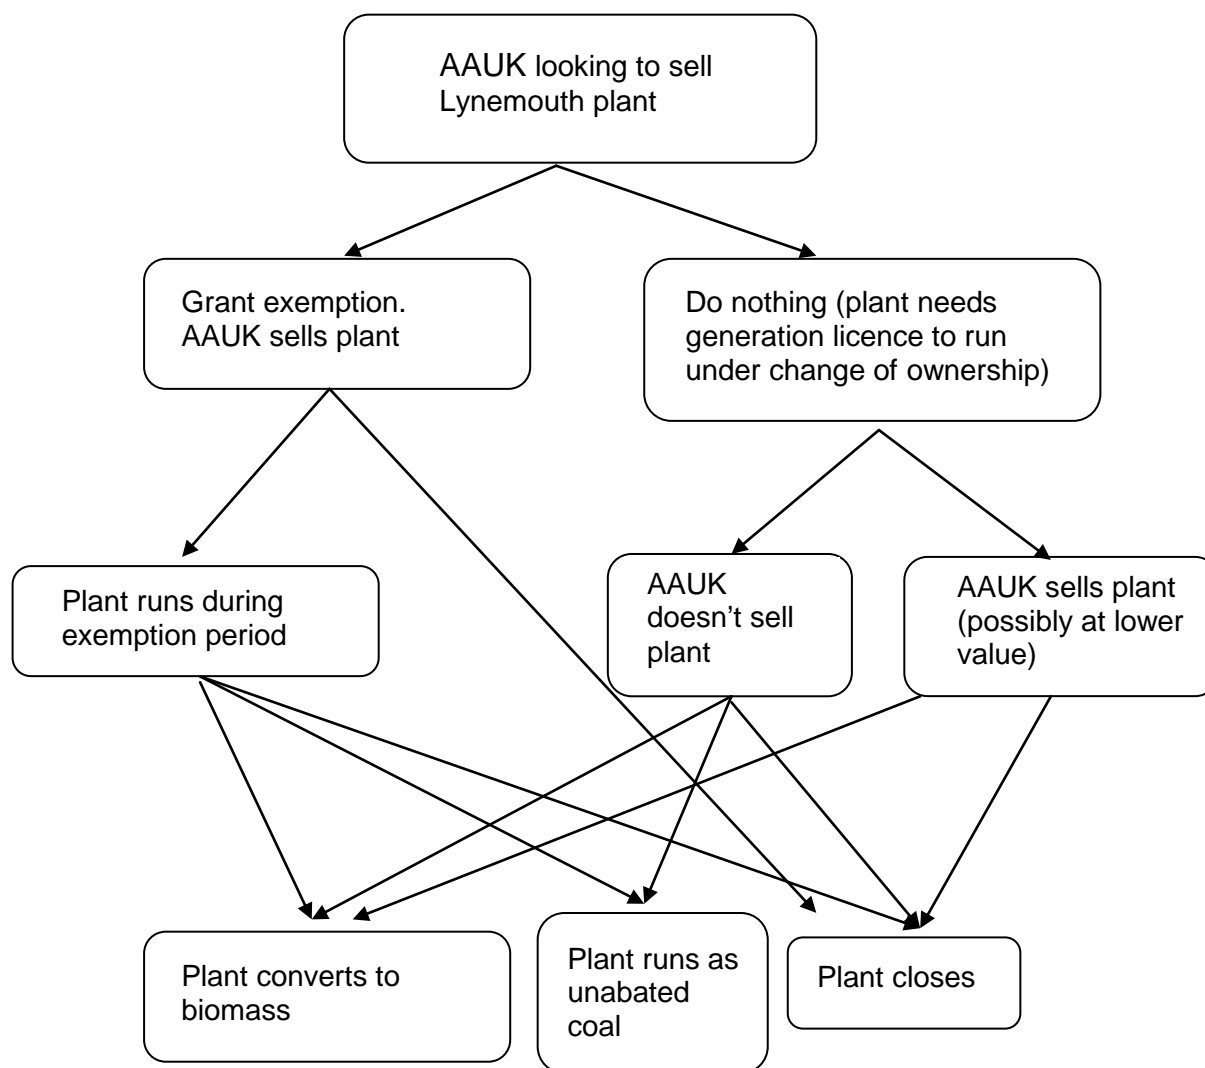 AAUK looking to sell
Lynemouth plant
Grant exemption.
AAUK sells plant
Do nothing (plant needs
generation licence to run
under change of ownership)
Plant runs during
exemption period
AAUK
doesn’t sell
plant
AAUK sells plant
(possibly at lower
value)
Plant converts to
biomass
Plant runs as
unabated
coal
Plant closes